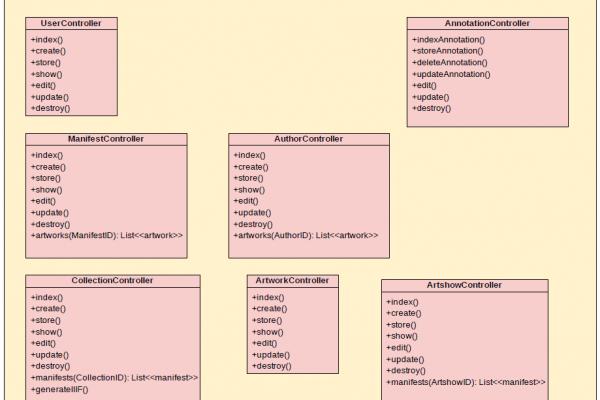 UserController
+index()
+create()
+store()
+show()
+edit()
+update()
+destroy()
AnnotationController
+indexAnnotation()
+storeAnnotation()
+deleteAnnotation()
+updateAnnotation()
+edit()
+update()
+destroy()
ManifestController
+index()
+create()
+store()
+show()
+edit()
+update()
+destroy()
+artworks(ManifestID): List<<artwork>>
AuthorController
+index()
+create()
+store()
+show()
+edit()
+update()
+destroy()
+artworks(AuthorID): List<<artwork>>
CollectionController
+index()
+create()
+store()
+show()
+edit()
+update()
+destroy()
+manifests(CollectionID): List<<manifest>>
+generateIIIF()
ArtworkController
+index()
+create()
+store()
+show()
+edit()
+update()
+destroy()
ArtshowController
+index()
+create()
+store()
+show()
+edit()
+update()
+destroy()
+manifests(ArtshowID): List<<manifest>>